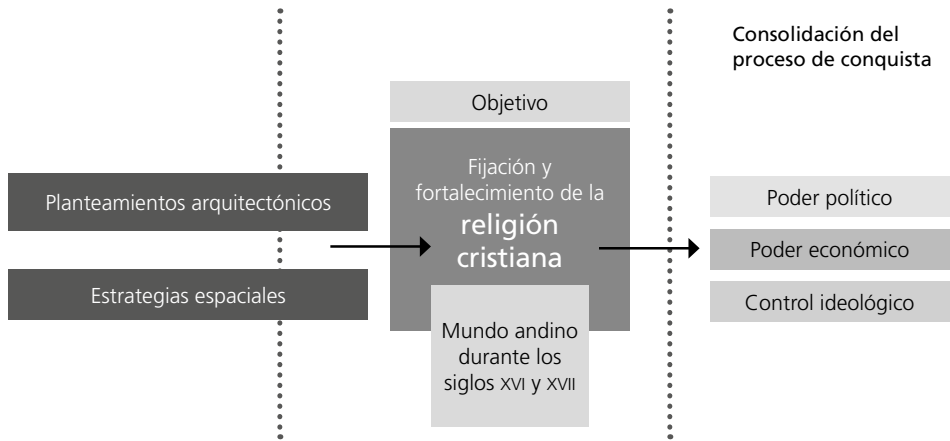 Planteamientos arquitectónicos
Estrategias espaciales
Objetivo
Fijación y
fortalecimiento de la
religión
cristiana
Mundo andino
durante los
siglos XVI y XVII
Consolidación del
proceso de conquista
Poder político
Poder económico
Control ideológico